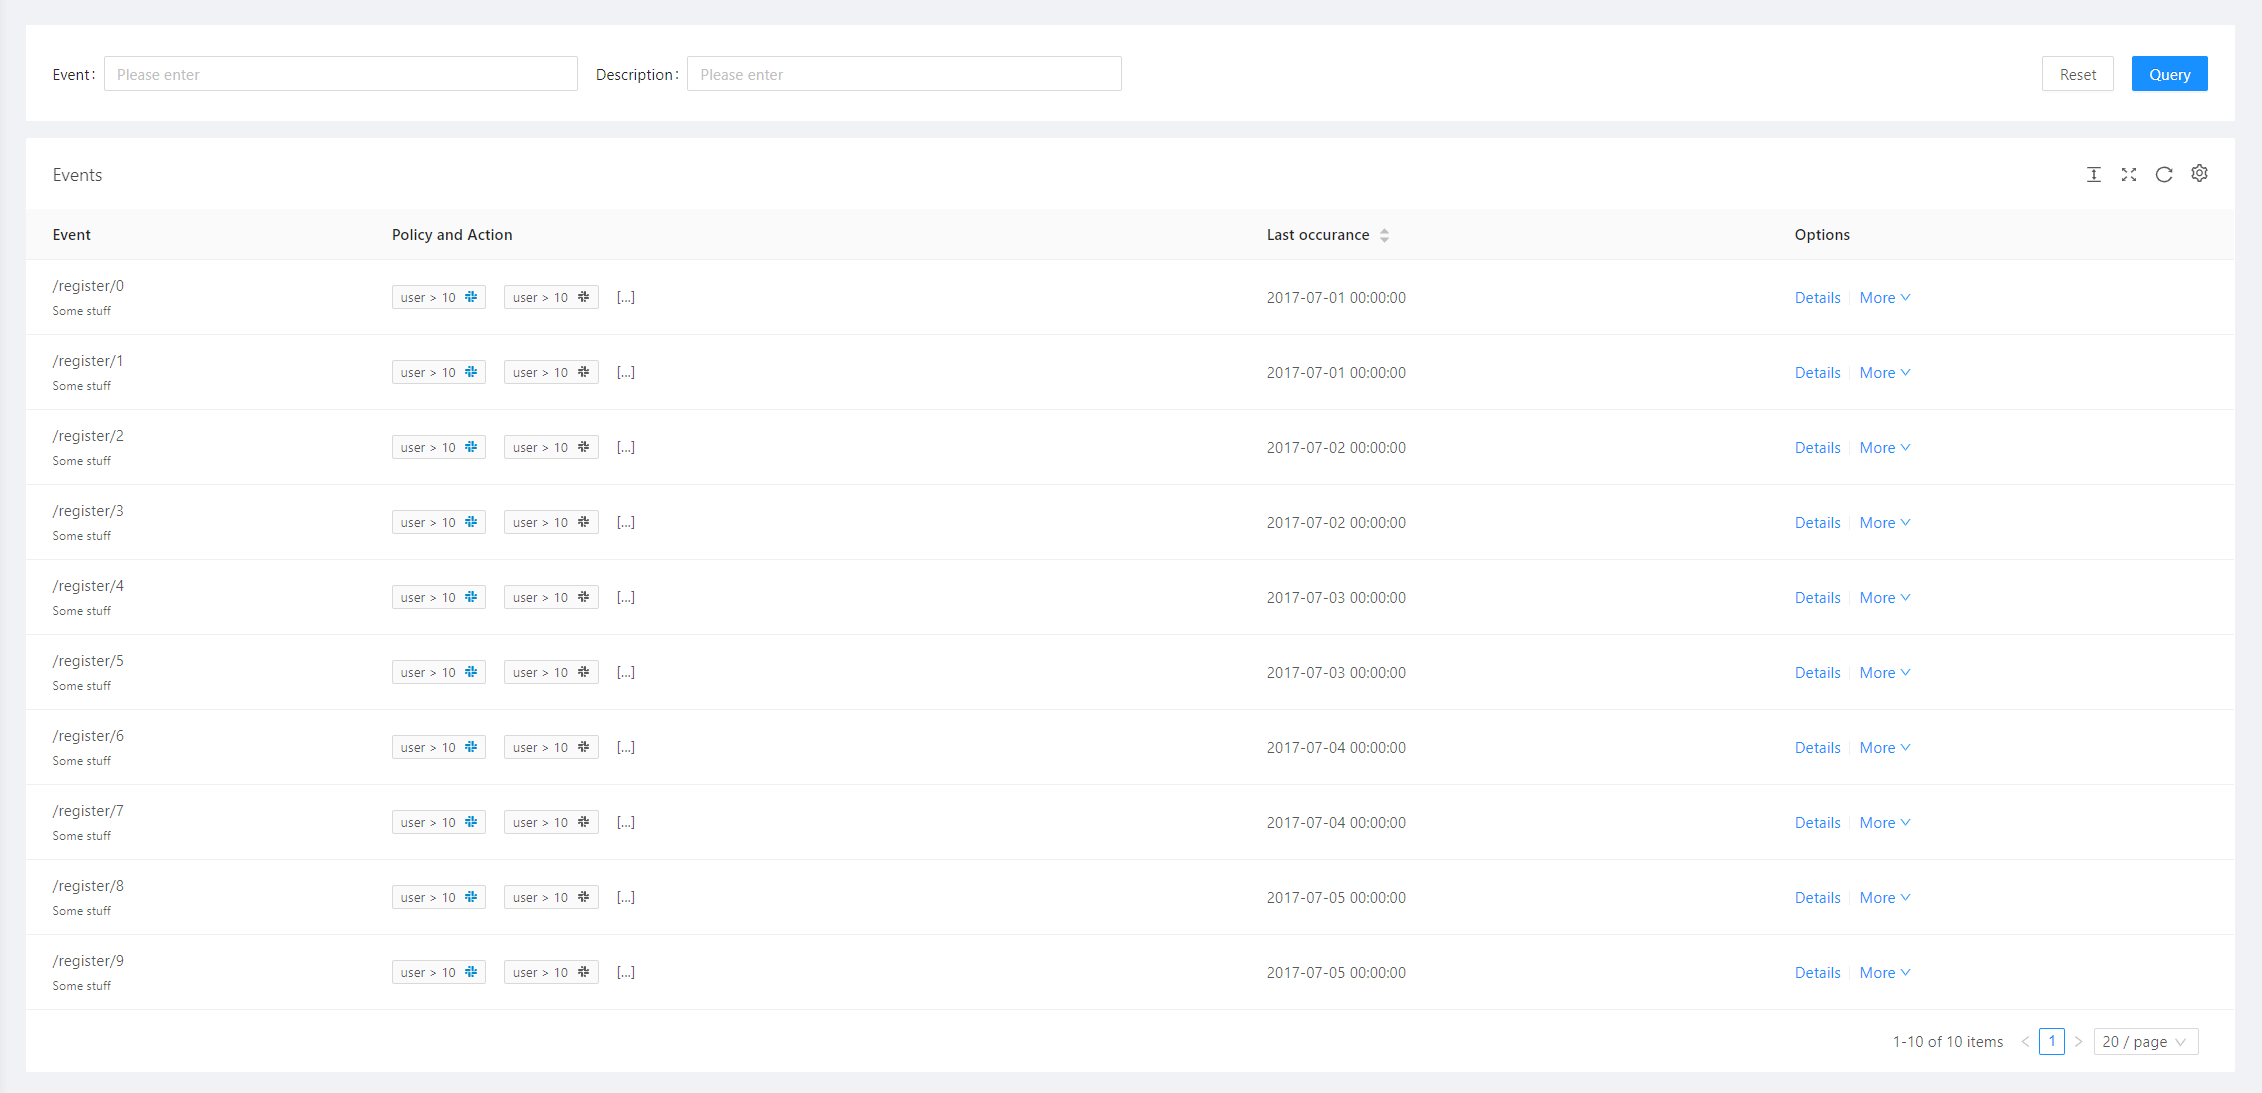 Event: Please enter Description: Please enter Reset Query
Events
Event Policy and Action Last occurance Options
/register/0
Some stuff
user > 10 user > 10 [...] 2017-07-01 00:00:00 Details More
/register/1
Some stuff
user > 10 user > 10 [...] 2017-07-01 00:00:00 Details More
/register/2
Some stuff
user > 10 user > 10 [...] 2017-07-02 00:00:00 Details More
/register/3
Some stuff
user > 10 user > 10 [...] 2017-07-02 00:00:00 Details More
/register/4
Some stuff
user > 10 user > 10 [...] 2017-07-03 00:00:00 Details More
/register/5
Some stuff
user > 10 user > 10 [...] 2017-07-03 00:00:00 Details More
/register/6
Some stuff
user > 10 user > 10 [...] 2017-07-04 00:00:00 Details More
/register/7
Some stuff
user > 10 user > 10 [...] 2017-07-04 00:00:00 Details More
/register/8
Some stuff
user > 10 user > 10 [...] 2017-07-05 00:00:00 Details More
/register/9
Some stuff
user > 10 user > 10 [...] 2017-07-05 00:00:00 Details More
1-10 of 10 items < 1 > 20 / page